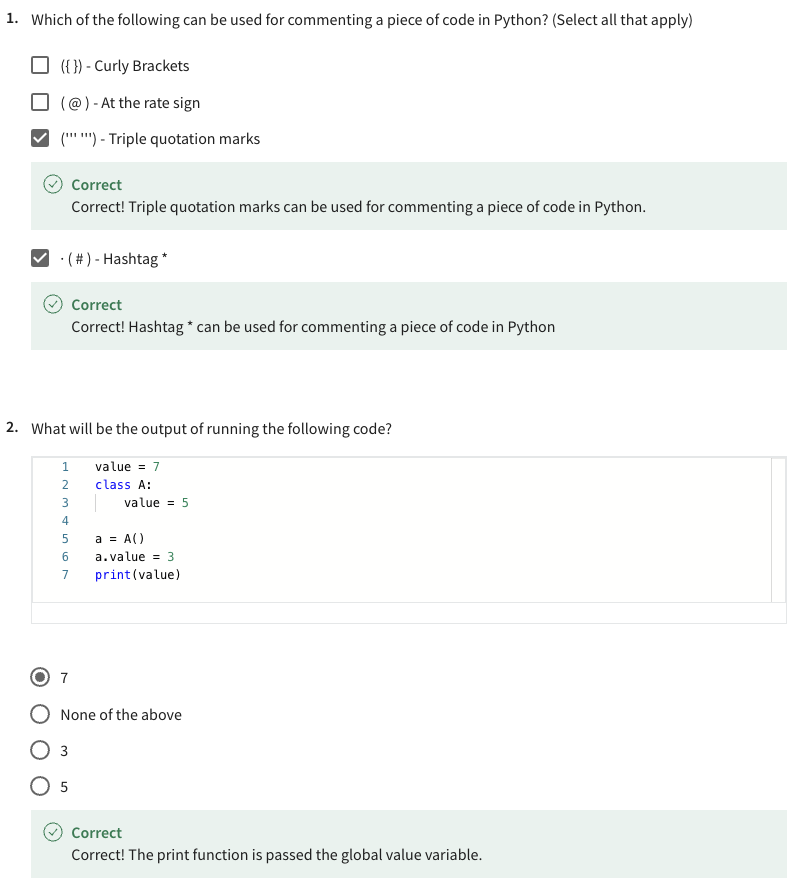 1. Which of the following can be used for commenting a piece of code in Python? (Select all that apply)
({ }) - Curly Brackets
( @ ) - At the rate sign
(''' ''') - Triple quotation marks
Correct
Correct! Triple quotation marks can be used for commenting a piece of code in Python.
· ( # ) - Hashtag *
Correct
Correct! Hashtag * can be used for commenting a piece of code in Python
2. What will be the output of running the following code?
1 value = 7
2 class A:
3     value = 5
4
5 a = A()
6 a.value = 3
7 print(value)
7
None of the above
3
5
Correct
Correct! The print function is passed the global value variable.